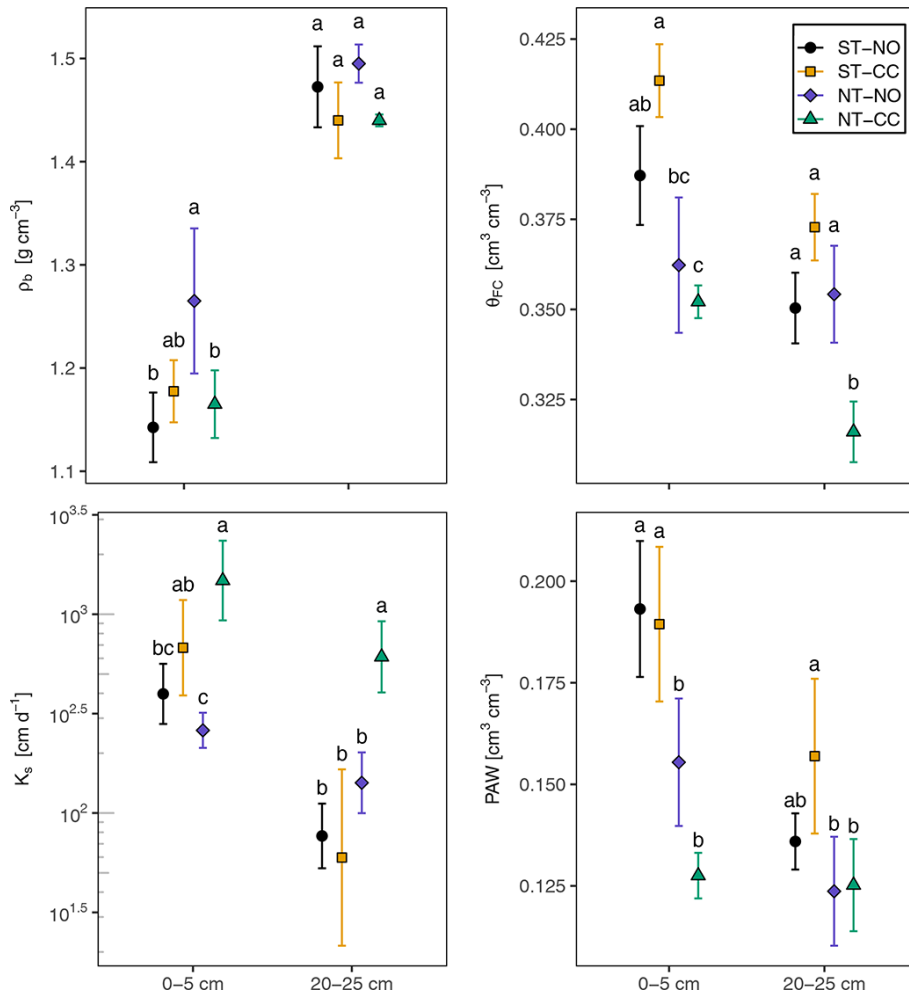 ρb [g cm−3]
1.5
1.4
1.3
1.2
1.1
b
ab
a
b
a
a
a
a
θFC [cm3 cm−3]
0.425
0.400
0.375
0.350
0.325
ab
a
bc
c
a
a
a
b
ST−NO
ST−CC
NT−NO
NT−CC
Ks [cm d−1]
10^3.5
10^3
10^2.5
10^2
10^1.5
bc
ab
c
a
b
b
b
a
0−5 cm
20−25 cm
PAW [cm3 cm−3]
0.200
0.175
0.150
0.125
a
a
b
b
ab
a
b
b
0−5 cm
20−25 cm